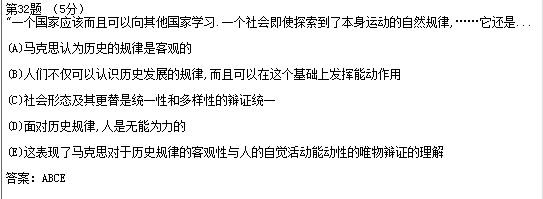 第32题 （5分）
"一个国家应该而且可以向其他国家学习.一个社会即使探索到了本身运动的自然规律,……它还是...
(A)马克思认为历史的规律是客观的
(B)人们不仅可以认识历史发展的规律,而且可以在这个基础上发挥能动作用
(C)社会形态及其更替是统一性和多样性的辩证统一
(D)面对历史规律,人是无能为力的
(E)这表现了马克思对于历史规律的客观性与人的自觉活动能动性的唯物辩证的理解
答案：ABCE